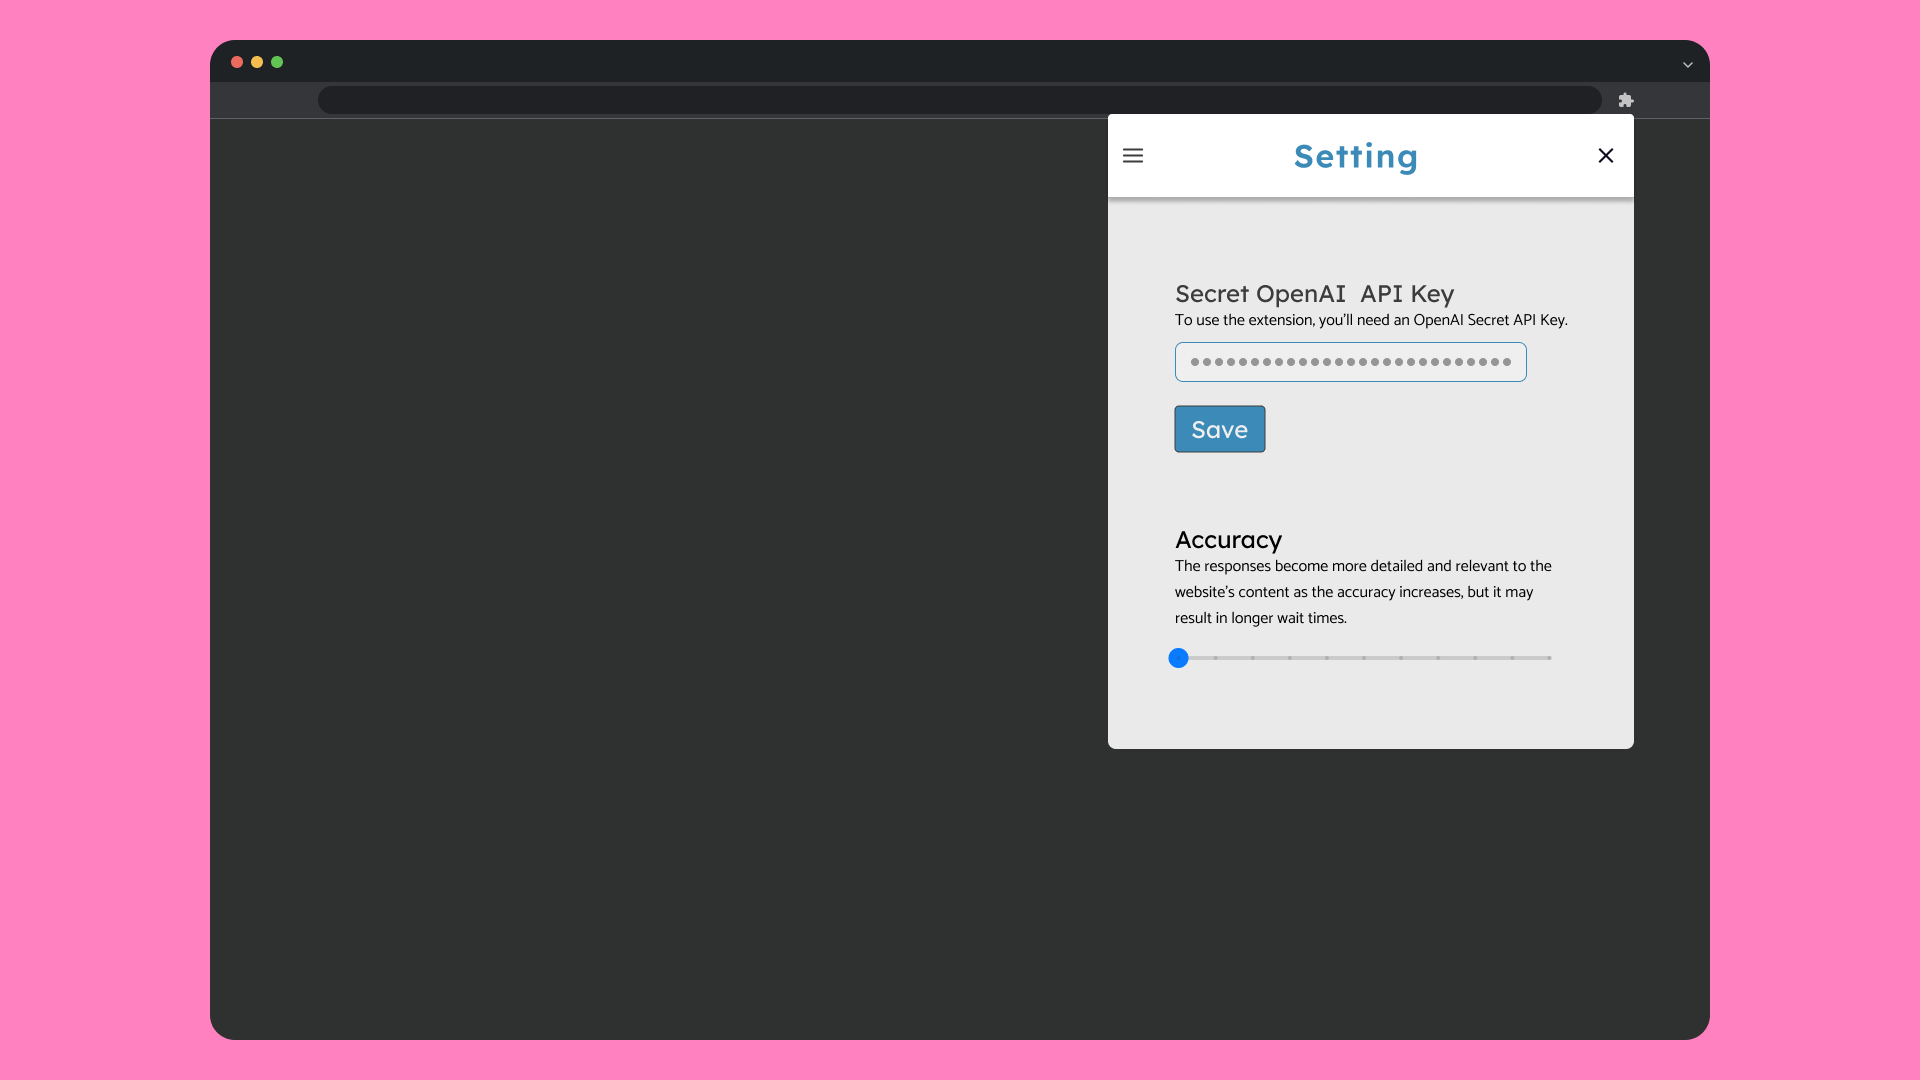 Setting
Secret OpenAI  API Key
To use the extension, you'll need an OpenAI Secret API Key.
Save
Accuracy
The responses become more detailed and relevant to the
website's content as the accuracy increases, but it may
result in longer wait times.